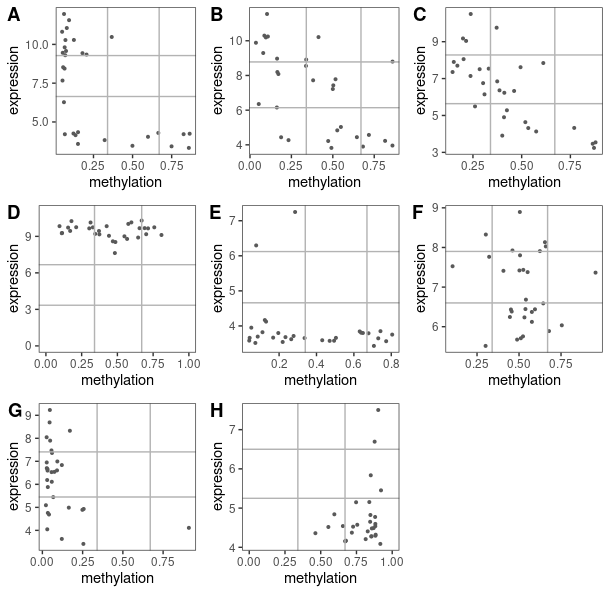 A B C
expression 10.0 7.5 5.0 0.25 0.50 0.75 methylation
expression 10 8 6 4 0.00 0.25 0.50 0.75 methylation
expression 9 7 5 3 0.25 0.50 0.75 methylation
D E F
expression 9 6 3 0 0.00 0.25 0.50 0.75 1.00 methylation
expression 7 6 5 4 0.2 0.4 0.6 0.8 methylation
expression 9 8 7 6 0.25 0.50 0.75 methylation
G H
expression 9 8 7 6 5 4 0.00 0.25 0.50 0.75 methylation
expression 7 6 5 4 0.00 0.25 0.50 0.75 1.00 methylation